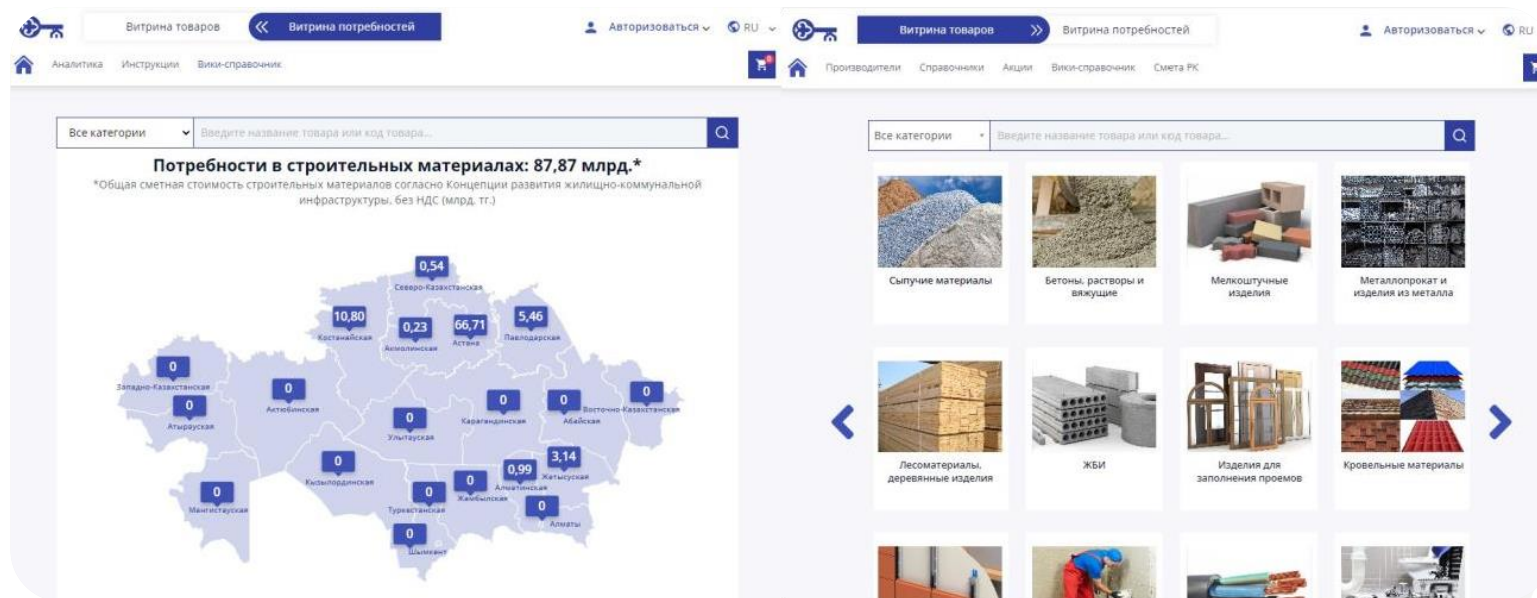 Витрина товаров
Витрина потребностей
Авторизоваться
RU
Аналитика Инструкции Вики-справочник
0
Все категории
Введите название товара или код товара...
Потребности в строительных материалах: 87,87 млрд.*
*Общая сметная стоимость строительных материалов согласно Концепции развития жилищно-коммунальной
инфраструктуры, без НДС (млрд. тг.)
0,54
Северо-Казахстанская
10,80
Костанайская
0,23
Акмолинская
66,71
Астана
5,46
Павлодарская
0
Западно-Казахстанская
0
Атырауская
0
Актюбинская
0
Улытауская
0
Карагандинская
0
Абайская
0
Восточно-Казахстанская
0
Мангистауская
0
Кызылординская
0
Туркестанская
0
Жамбылская
0,99
Алматинская
3,14
Жетысуская
0
Алматы
0
Шымкент
Витрина товаров
Витрина потребностей
Авторизоваться
RU
Производители Справочники Акции Вики-справочник Смета РК
Все категории
Введите название товара или код товара...
Сыпучие материалы
Бетоны, растворы и
вяжущие
Мелкоштучные
изделия
Металлопрокат и
изделия из металла
Лесоматериалы,
деревянные изделия
ЖБИ
Изделия для
заполнения проемов
Кровельные материалы